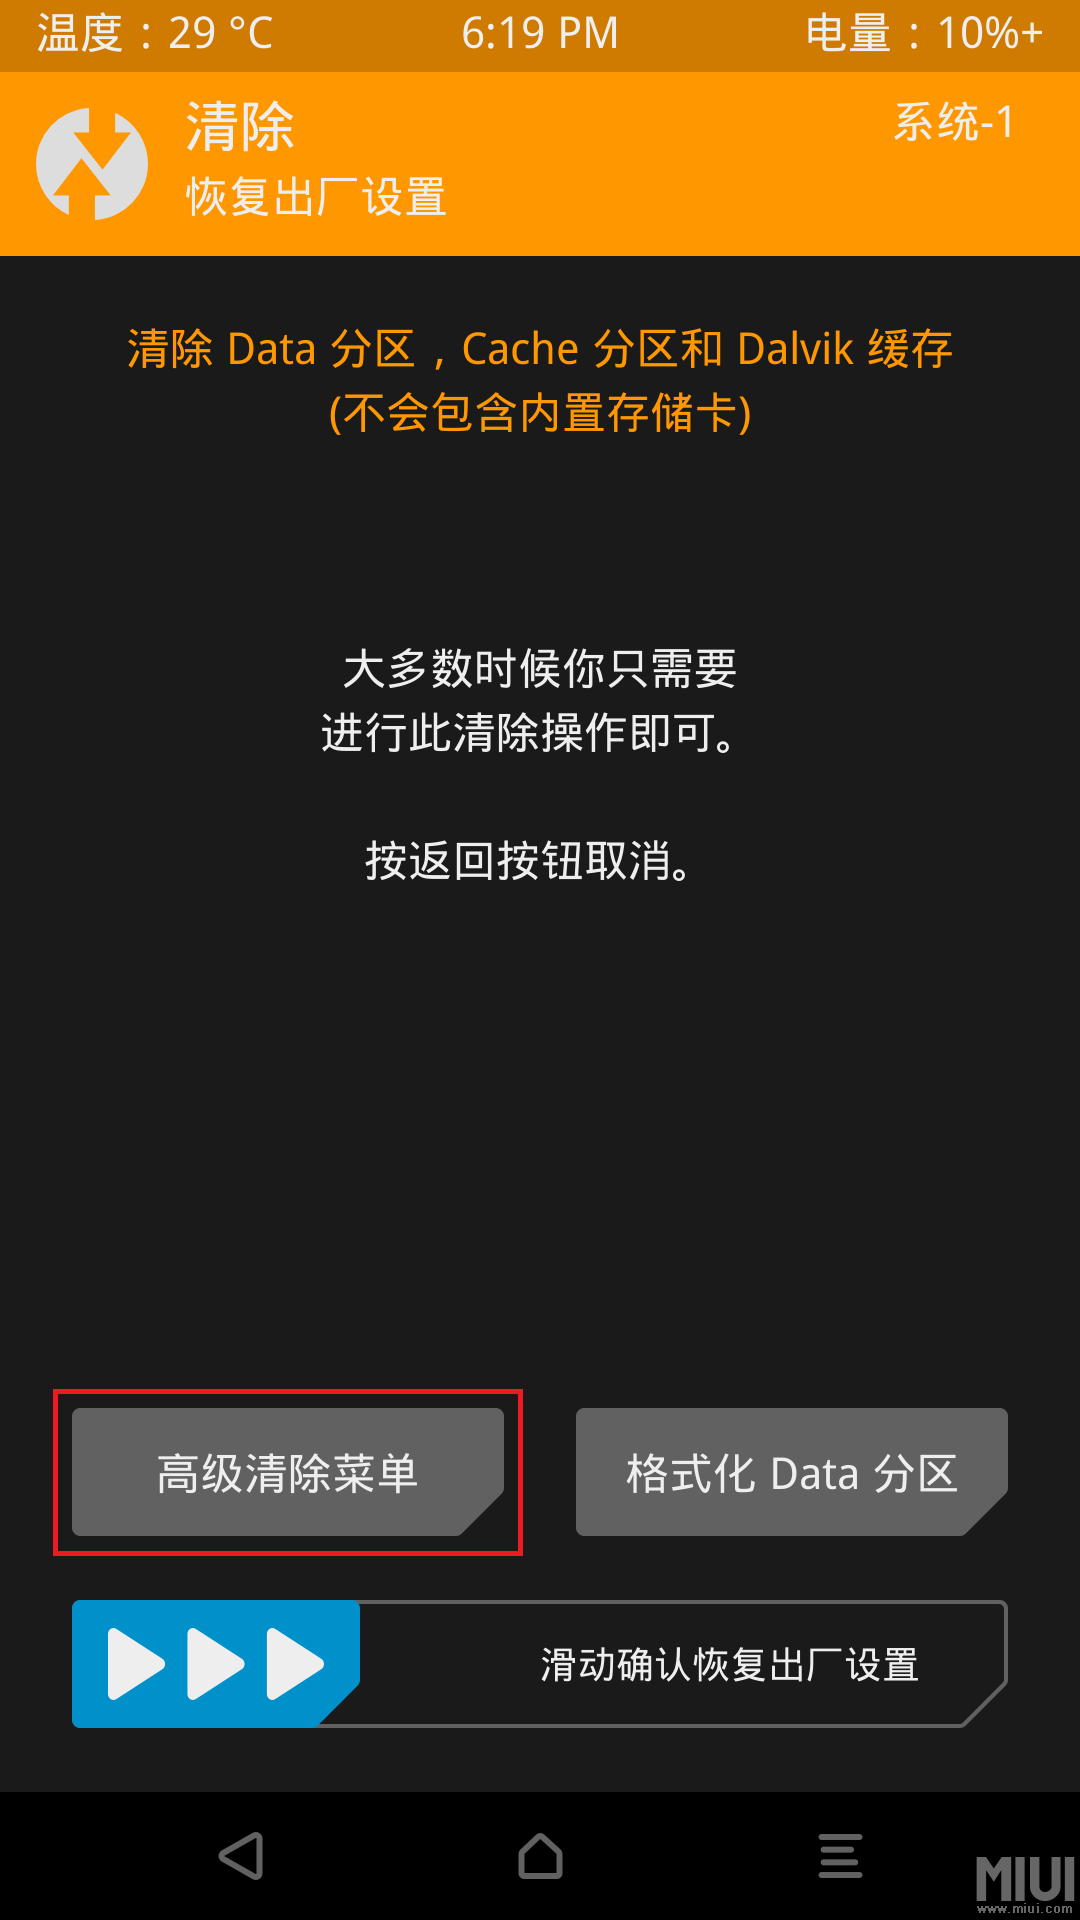 温度：29 °C 6:19 PM 电量：10%+
清除 系统-1
恢复出厂设置
清除 Data 分区，Cache 分区和 Dalvik 缓存
(不会包含内置存储卡)
大多数时候你只需要
进行此清除操作即可。
按返回按钮取消。
高级清除菜单 格式化 Data 分区
滑动确认恢复出厂设置
MIUI
www.miui.com